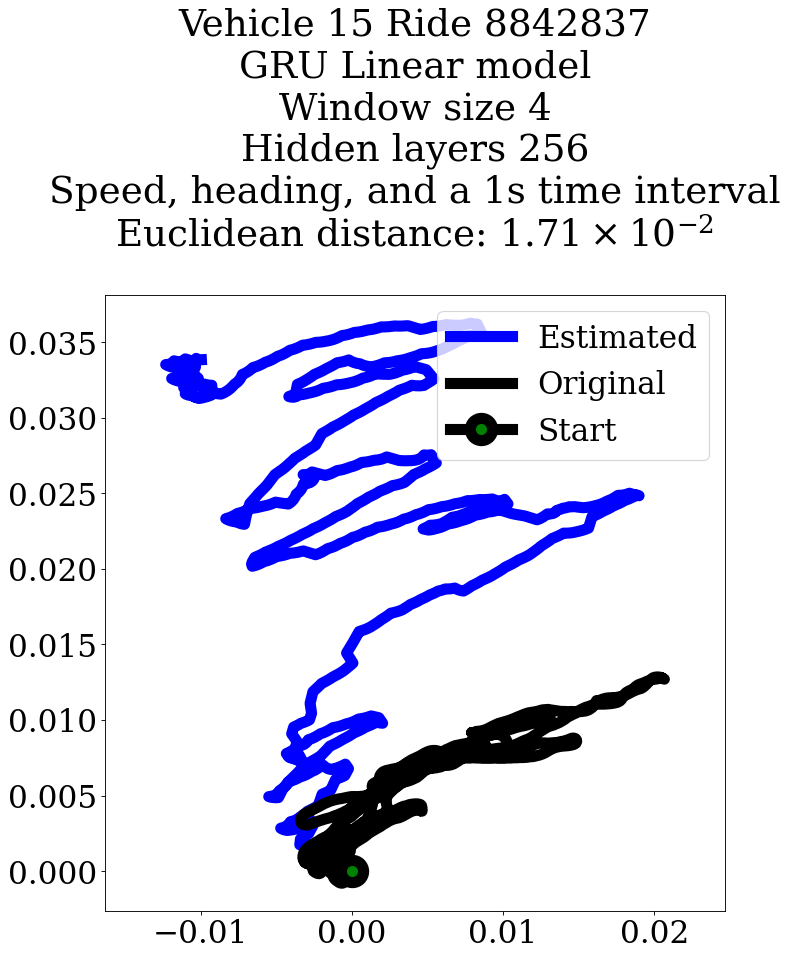 Vehicle 15 Ride 8842837
GRU Linear model
Window size 4
Hidden layers 256
Speed, heading, and a 1s time interval
Euclidean distance: 1.71 × 10⁻²
Estimated
Original
Start
0.035
0.030
0.025
0.020
0.015
0.010
0.005
0.000
−0.01 0.00 0.01 0.02